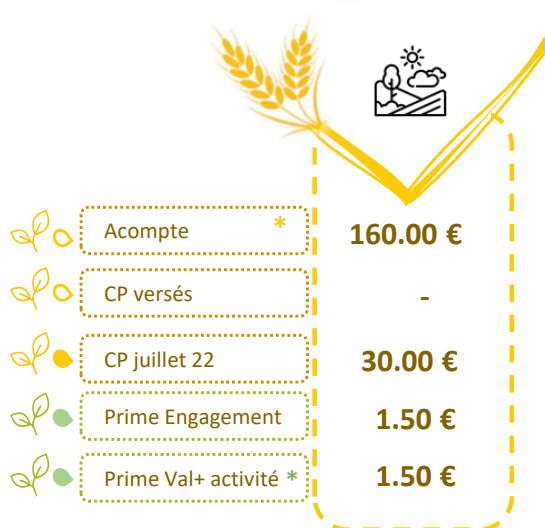 Acompte * 160.00 €
CP versés -
CP juillet 22 30.00 €
Prime Engagement 1.50 €
Prime Val+ activité * 1.50 €